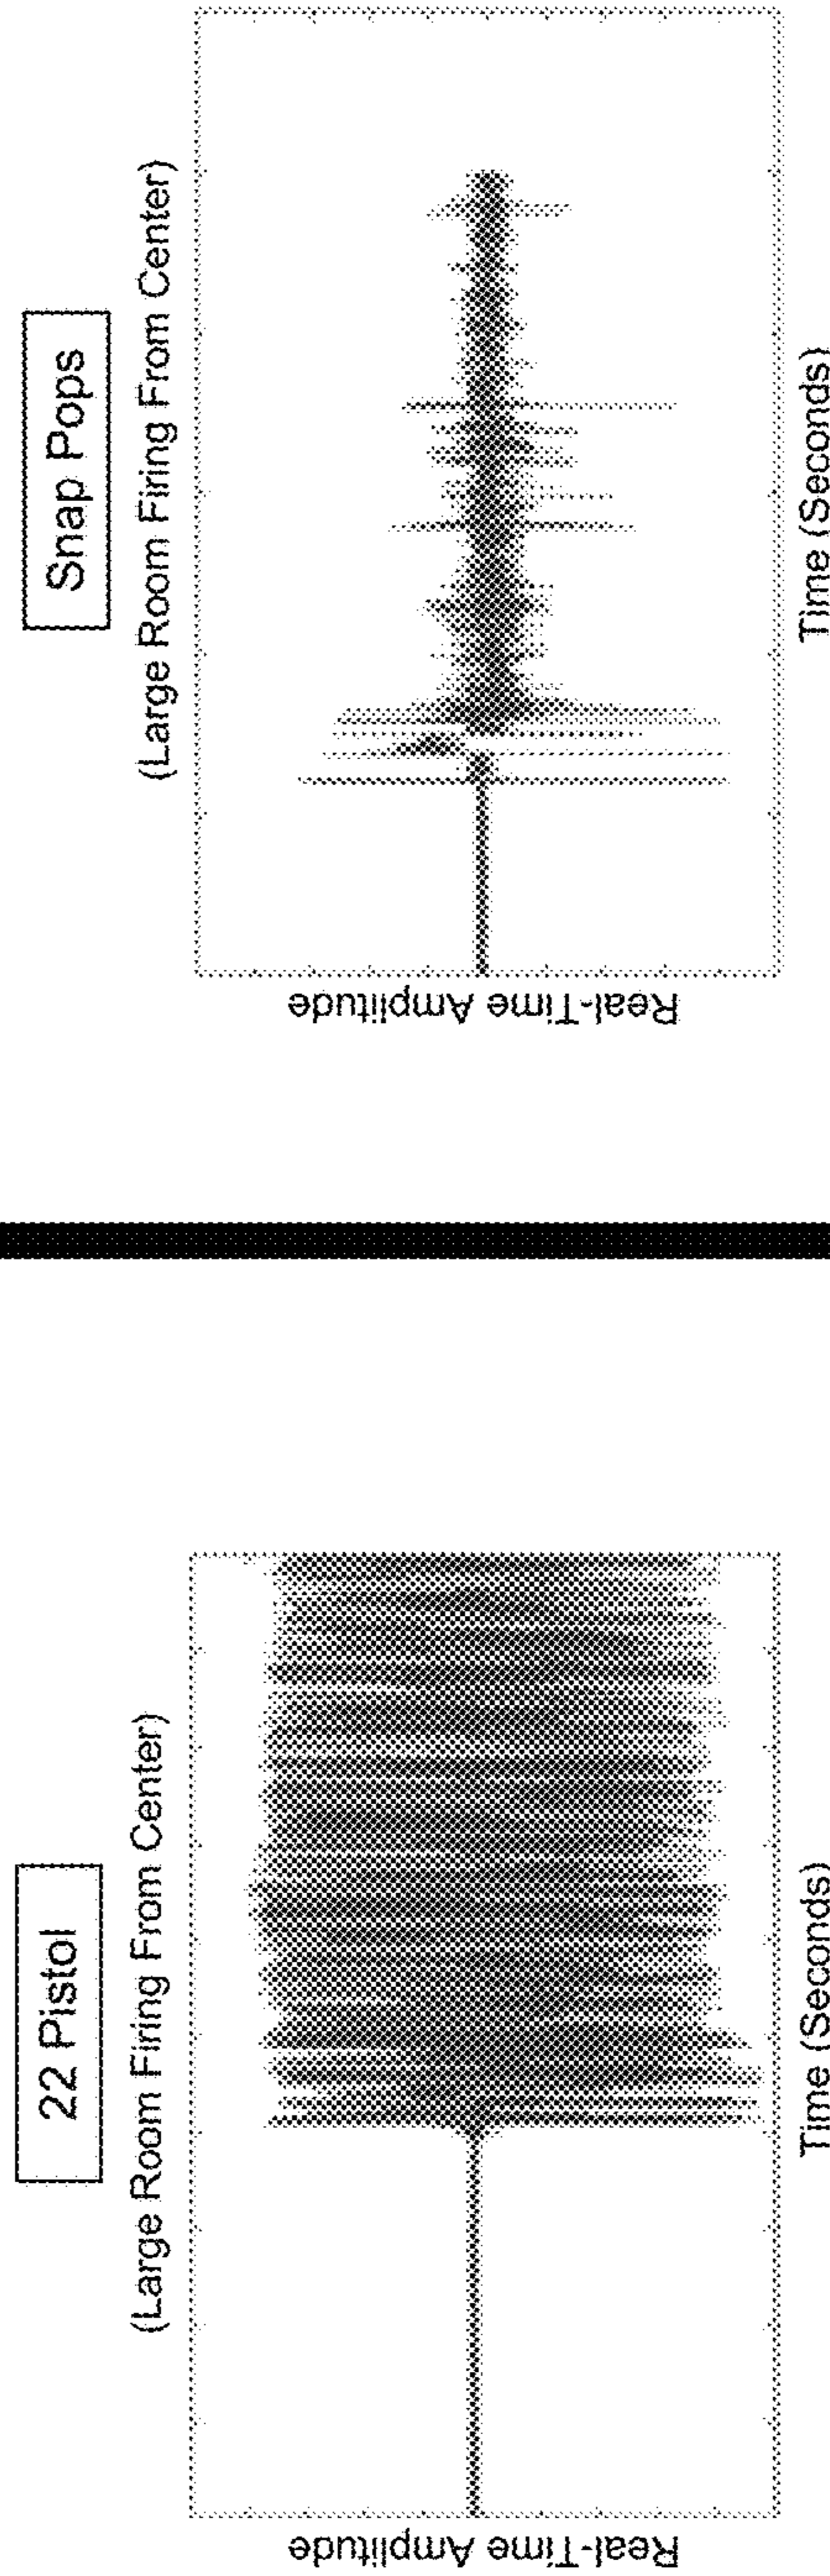 22 Pistol
(Large Room Firing From Center)
Real-Time Amplitude
Time (Seconds)
Snap Pops
(Large Room Firing From Center)
Real-Time Amplitude
Time (Seconds)